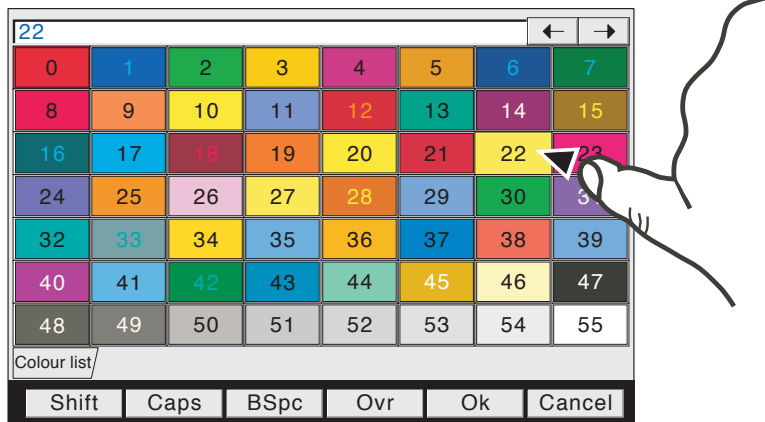 22
0 1 2 3 4 5 6 7
8 9 10 11 12 13 14 15
16 17 18 19 20 21 22 23
24 25 26 27 28 29 30 31
32 33 34 35 36 37 38 39
40 41 42 43 44 45 46 47
48 49 50 51 52 53 54 55
Colour list
Shift Caps BSpc Ovr Ok Cancel